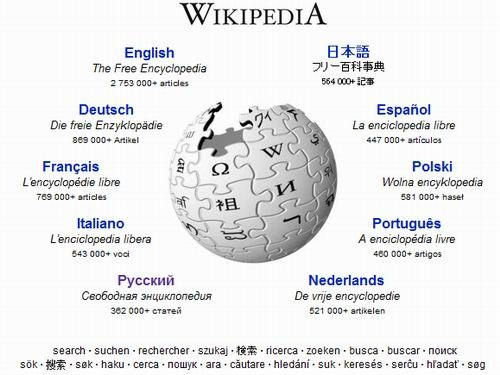 WIKIPEDIA
English
The Free Encyclopedia
2 753 000+ articles
日本語
フリー百科事典
564 000+ 記事
Deutsch
Die freie Enzyklopädie
869 000+ Artikel
Español
La enciclopedia libre
447 000+ artículos
Français
L'encyclopédie libre
769 000+ articles
Polski
Wolna encyklopedia
581 000+ haseł
Italiano
L'enciclopedia libera
543 000+ voci
Português
A enciclopédia livre
460 000+ artigos
Русский
Свободная энциклопедия
362 000+ статей
Nederlands
De vrije encyclopedie
521 000+ artikelen
Ω
W
祖
И
search · suchen · rechercher · szukaj · 検索 · ricerca · zoeken · busca · buscar · поиск
sök · 搜索 · søk · haku · cerca · пошук · ara · căutare · hledání · suk · keresés · serĉu · hľadať · søg